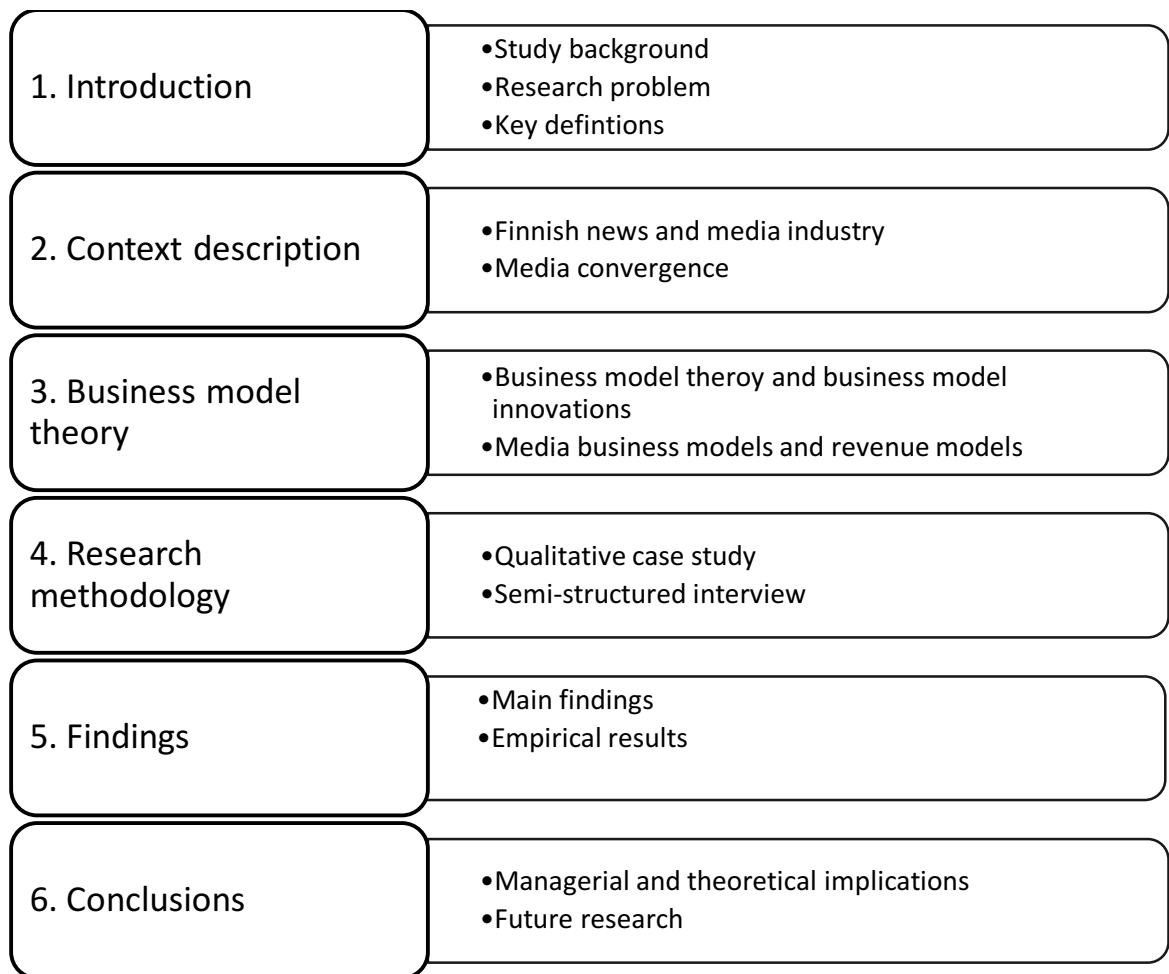 1. Introduction
•Study background
•Research problem
•Key defintions
2. Context description
•Finnish news and media industry
•Media convergence
3. Business model
theory
•Business model theroy and business model
innovations
•Media business models and revenue models
4. Research
methodology
•Qualitative case study
•Semi-structured interview
5. Findings
•Main findings
•Empirical results
6. Conclusions
•Managerial and theoretical implications
•Future research